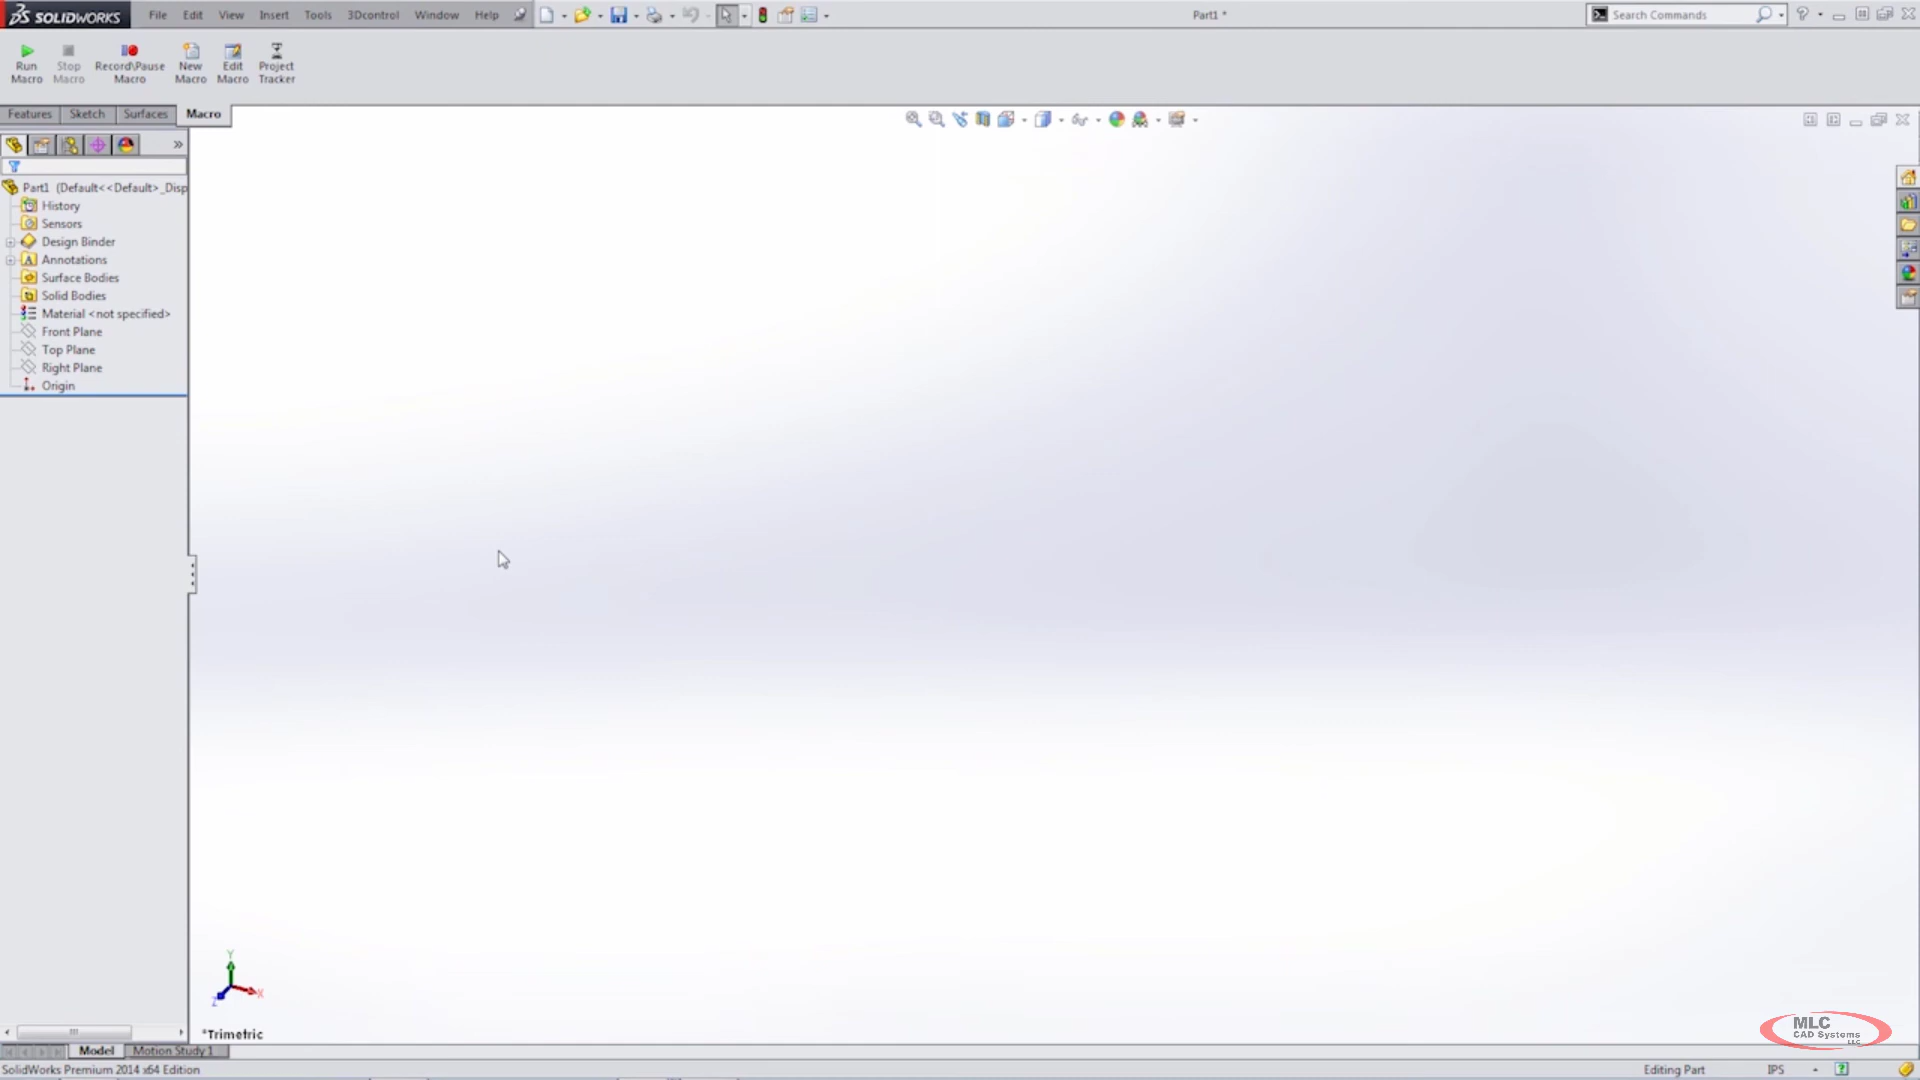 SOLIDWORKS File Edit View Insert Tools 3Dcontrol Window Help Part1 * Search Commands
Run Macro
Stop Macro
Record\Pause Macro
New Macro
Edit Macro
Project Tracker
Features Sketch Surfaces Macro
Part1 (Default<<Default>_Disp
History
Sensors
Design Binder
Annotations
Surface Bodies
Solid Bodies
Material <not specified>
Front Plane
Top Plane
Right Plane
Origin
Y
X
Z
*Trimetric
MLC
CAD Systems
LLC
Model Motion Study 1
SolidWorks Premium 2014 x64 Edition Editing Part IPS